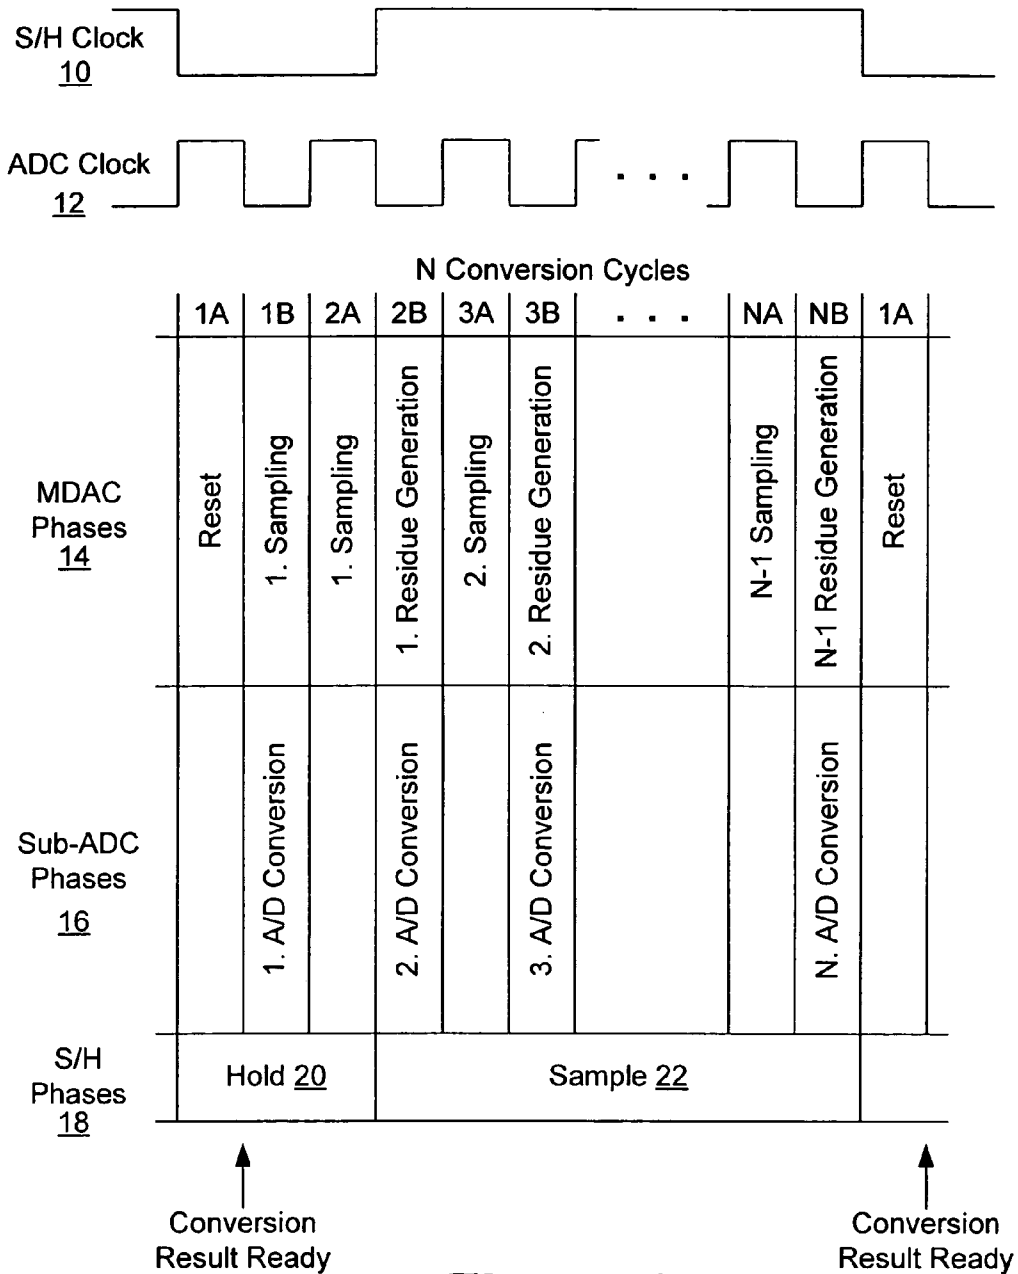 S/H Clock
10
ADC Clock
12
. . .
N Conversion Cycles
1A 1B 2A 2B 3A 3B . . . NA NB 1A
MDAC
Phases
14
Reset
1. Sampling
1. Sampling
1. Residue Generation
2. Sampling
2. Residue Generation
N-1 Sampling
N-1 Residue Generation
Reset
Sub-ADC
Phases
16
1. A/D Conversion
2. A/D Conversion
3. A/D Conversion
N. A/D Conversion
S/H
Phases
18
Hold 20
Sample 22
Conversion
Result Ready
Conversion
Result Ready